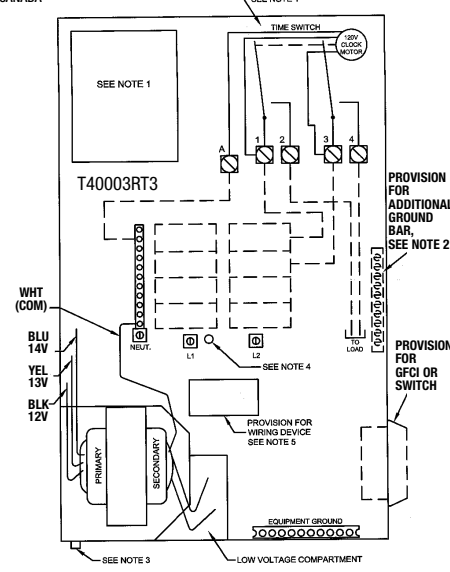 CANADA
TIME SWITCH
120V
CLOCK
MOTOR
SEE NOTE 1
A
1
2
3
4
T40003RT3
PROVISION
FOR
ADDITIONAL
GROUND
BAR,
SEE NOTE 2
WHT
(COM)
BLU
14V
YEL
13V
BLK
12V
NEUT.
L1
L2
SEE NOTE 4
TO
LOAD
PROVISION
FOR
GFCI OR
SWITCH
PROVISION FOR
WIRING DEVICE
SEE NOTE 5
PRIMARY
SECONDARY
EQUIPMENT GROUND
SEE NOTE 3
LOW VOLTAGE COMPARTMENT